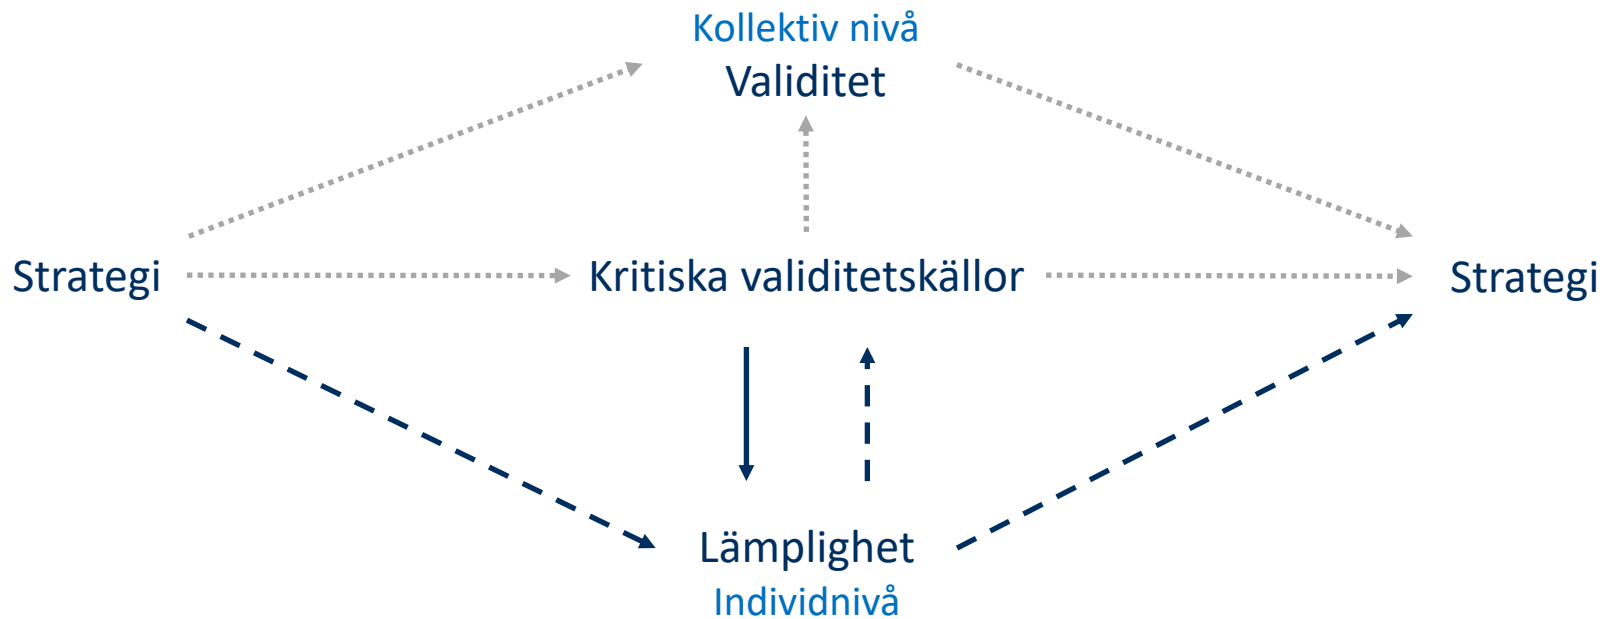 Kollektiv nivå
Validitet
Strategi
Kritiska validitetskällor
Strategi
Lämplighet
Individnivå